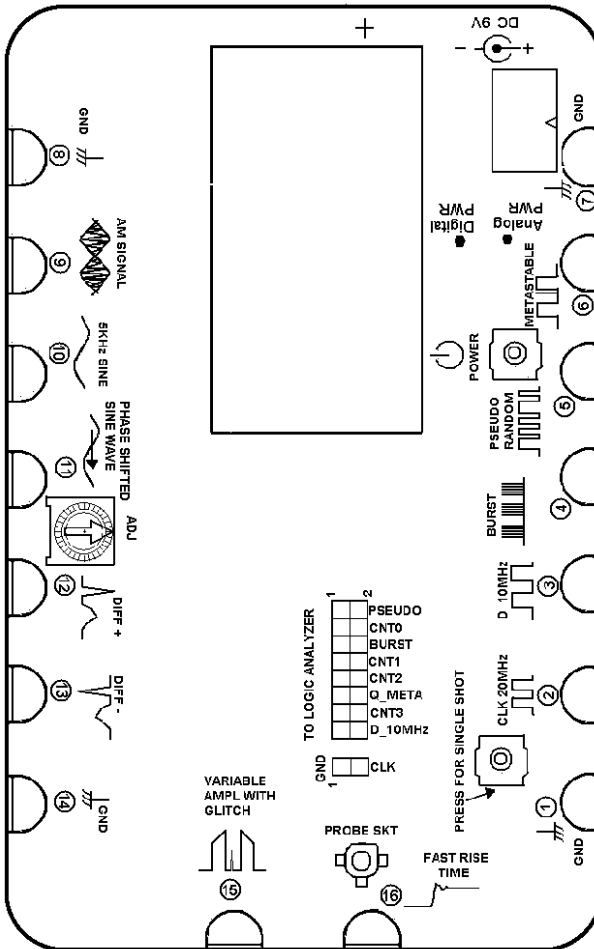 +
DC 9V
- +
GND
7
Analog
PWR
Digital
PWR
METASTABLE
6
POWER
5
PSEUDO
RANDOM
4
BURST
3
D_10MHz
2
CLK 20MHz
PRESS FOR SINGLE SHOT
1
GND
GND
8
AM SIGNAL
9
5KHz SINE
10
PHASE SHIFTED
SINE WAVE
11
ADJ
12
DIFF +
13
DIFF -
14
GND
TO LOGIC ANALYZER
1 2
PSEUDO
CNT0
BURST
CNT1
CNT2
Q_META
CNT3
D_10MHz
GND
1
CLK
VARIABLE
AMPL WITH
GLITCH
15
PROBE SKT
16
FAST RISE
TIME